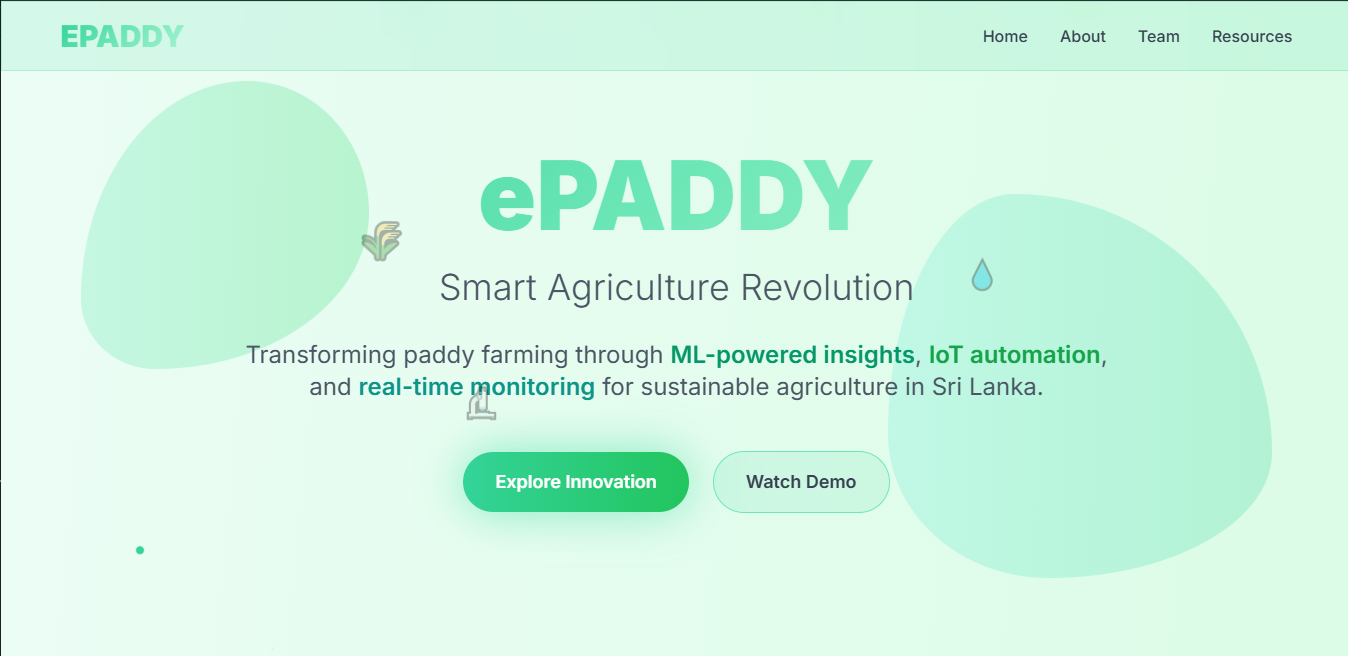 EPADDY
Home About Team Resources
ePADDY
Smart Agriculture Revolution
Transforming paddy farming through ML-powered insights, IoT automation,
and real-time monitoring for sustainable agriculture in Sri Lanka.
Explore Innovation
Watch Demo